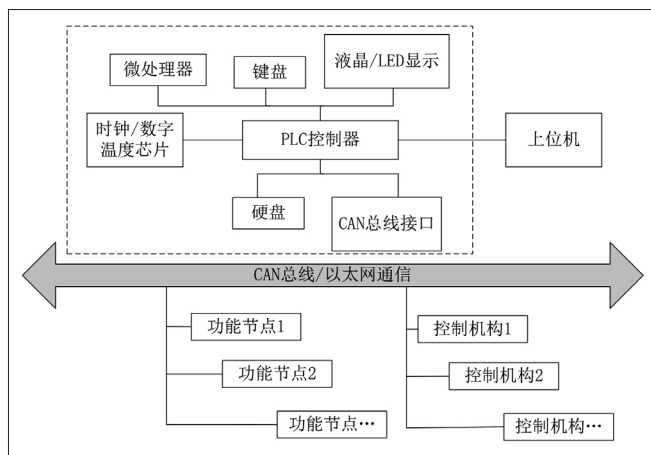 微处理器
键盘
液晶/LED显示
时钟/数字
温度芯片
PLC控制器
上位机
硬盘
CAN总线接口
CAN总线/以太网通信
功能节点1
控制机构1
功能节点2
控制机构2
功能节点…
控制机构…